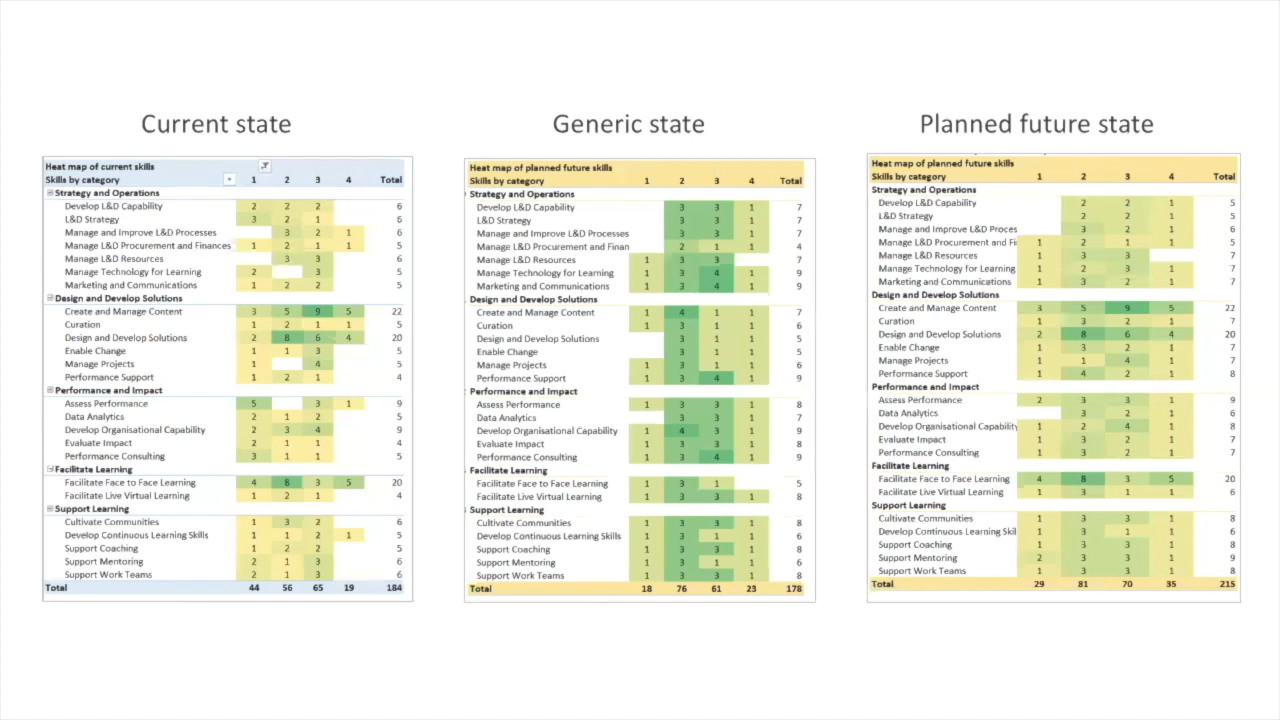 Current state
Heat map of current skills
Skills by category 1 2 3 4 Total
Strategy and Operations
Develop L&D Capability 2 2 2 6
L&D Strategy 3 2 1 6
Manage and Improve L&D Processes 3 2 1 6
Manage L&D Procurement and Finances 1 2 1 1 5
Manage L&D Resources 3 3 6
Manage Technology for Learning 2 3 5
Marketing and Communications 1 2 2 5
Design and Develop Solutions
Create and Manage Content 3 5 9 5 22
Curation 1 2 1 1 5
Design and Develop Solutions 2 8 6 4 20
Enable Change 1 1 3 5
Manage Projects 1 4 5
Performance Support 1 2 1 4
Performance and Impact
Assess Performance 5 3 1 9
Data Analytics 2 1 2 5
Develop Organisational Capability 2 3 4 9
Evaluate Impact 2 1 1 4
Performance Consulting 3 1 1 5
Facilitate Learning
Facilitate Face to Face Learning 4 8 3 5 20
Facilitate Live Virtual Learning 1 2 1 4
Support Learning
Cultivate Communities 1 3 2 6
Develop Continuous Learning Skills 1 1 2 1 5
Support Coaching 1 2 2 5
Support Mentoring 2 1 3 6
Support Work Teams 2 1 3 6
Total 44 56 65 19 184
Generic state
Heat map of planned future skills
Skills by category 1 2 3 4 Total
Strategy and Operations
Develop L&D Capability 3 3 1 7
L&D Strategy 3 3 1 7
Manage and Improve L&D Processes 3 3 1 7
Manage L&D Procurement and Finan 2 1 1 4
Manage L&D Resources 1 3 3 7
Manage Technology for Learning 1 3 4 1 9
Marketing and Communications 1 3 4 1 9
Design and Develop Solutions
Create and Manage Content 1 4 1 1 7
Curation 1 3 1 1 6
Design and Develop Solutions 3 1 1 5
Enable Change 3 1 1 5
Manage Projects 1 3 1 1 6
Performance Support 1 3 4 1 9
Performance and Impact
Assess Performance 1 3 3 1 8
Data Analytics 3 3 1 7
Develop Organisational Capability 1 4 3 1 9
Evaluate Impact 1 3 3 1 8
Performance Consulting 1 3 4 1 9
Facilitate Learning
Facilitate Face to Face Learning 1 3 1 5
Facilitate Live Virtual Learning 1 3 3 1 8
Support Learning
Cultivate Communities 1 3 3 1 8
Develop Continuous Learning Skills 1 3 1 1 6
Support Coaching 1 3 3 1 8
Support Mentoring 1 3 1 1 6
Support Work Teams 1 3 3 1 8
Total 18 76 61 23 178
Planned future state
Heat map of planned future skills
Skills by category 1 2 3 4 Total
Strategy and Operations
Develop L&D Capability 2 2 1 5
L&D Strategy 2 2 1 5
Manage and Improve L&D Proces 3 2 1 6
Manage L&D Procurement and Fi 1 2 1 1 5
Manage L&D Resources 1 3 3 7
Manage Technology for Learning 1 2 3 1 7
Marketing and Communications 1 3 2 1 7
Design and Develop Solutions
Create and Manage Content 3 5 9 5 22
Curation 1 3 2 1 7
Design and Develop Solutions 2 8 6 4 20
Enable Change 1 3 2 1 7
Manage Projects 1 1 4 1 7
Performance Support 1 4 2 1 8
Performance and Impact
Assess Performance 2 3 3 1 9
Data Analytics 3 2 1 6
Develop Organisational Capability 1 2 4 1 8
Evaluate Impact 1 3 2 1 7
Performance Consulting 1 3 2 1 7
Facilitate Learning
Facilitate Face to Face Learning 4 8 3 5 20
Facilitate Live Virtual Learning 1 3 1 1 6
Support Learning
Cultivate Communities 1 3 3 1 8
Develop Continuous Learning Skil 1 3 1 1 6
Support Coaching 1 3 3 1 8
Support Mentoring 2 3 3 1 9
Support Work Teams 1 3 3 1 8
Total 29 81 70 35 215